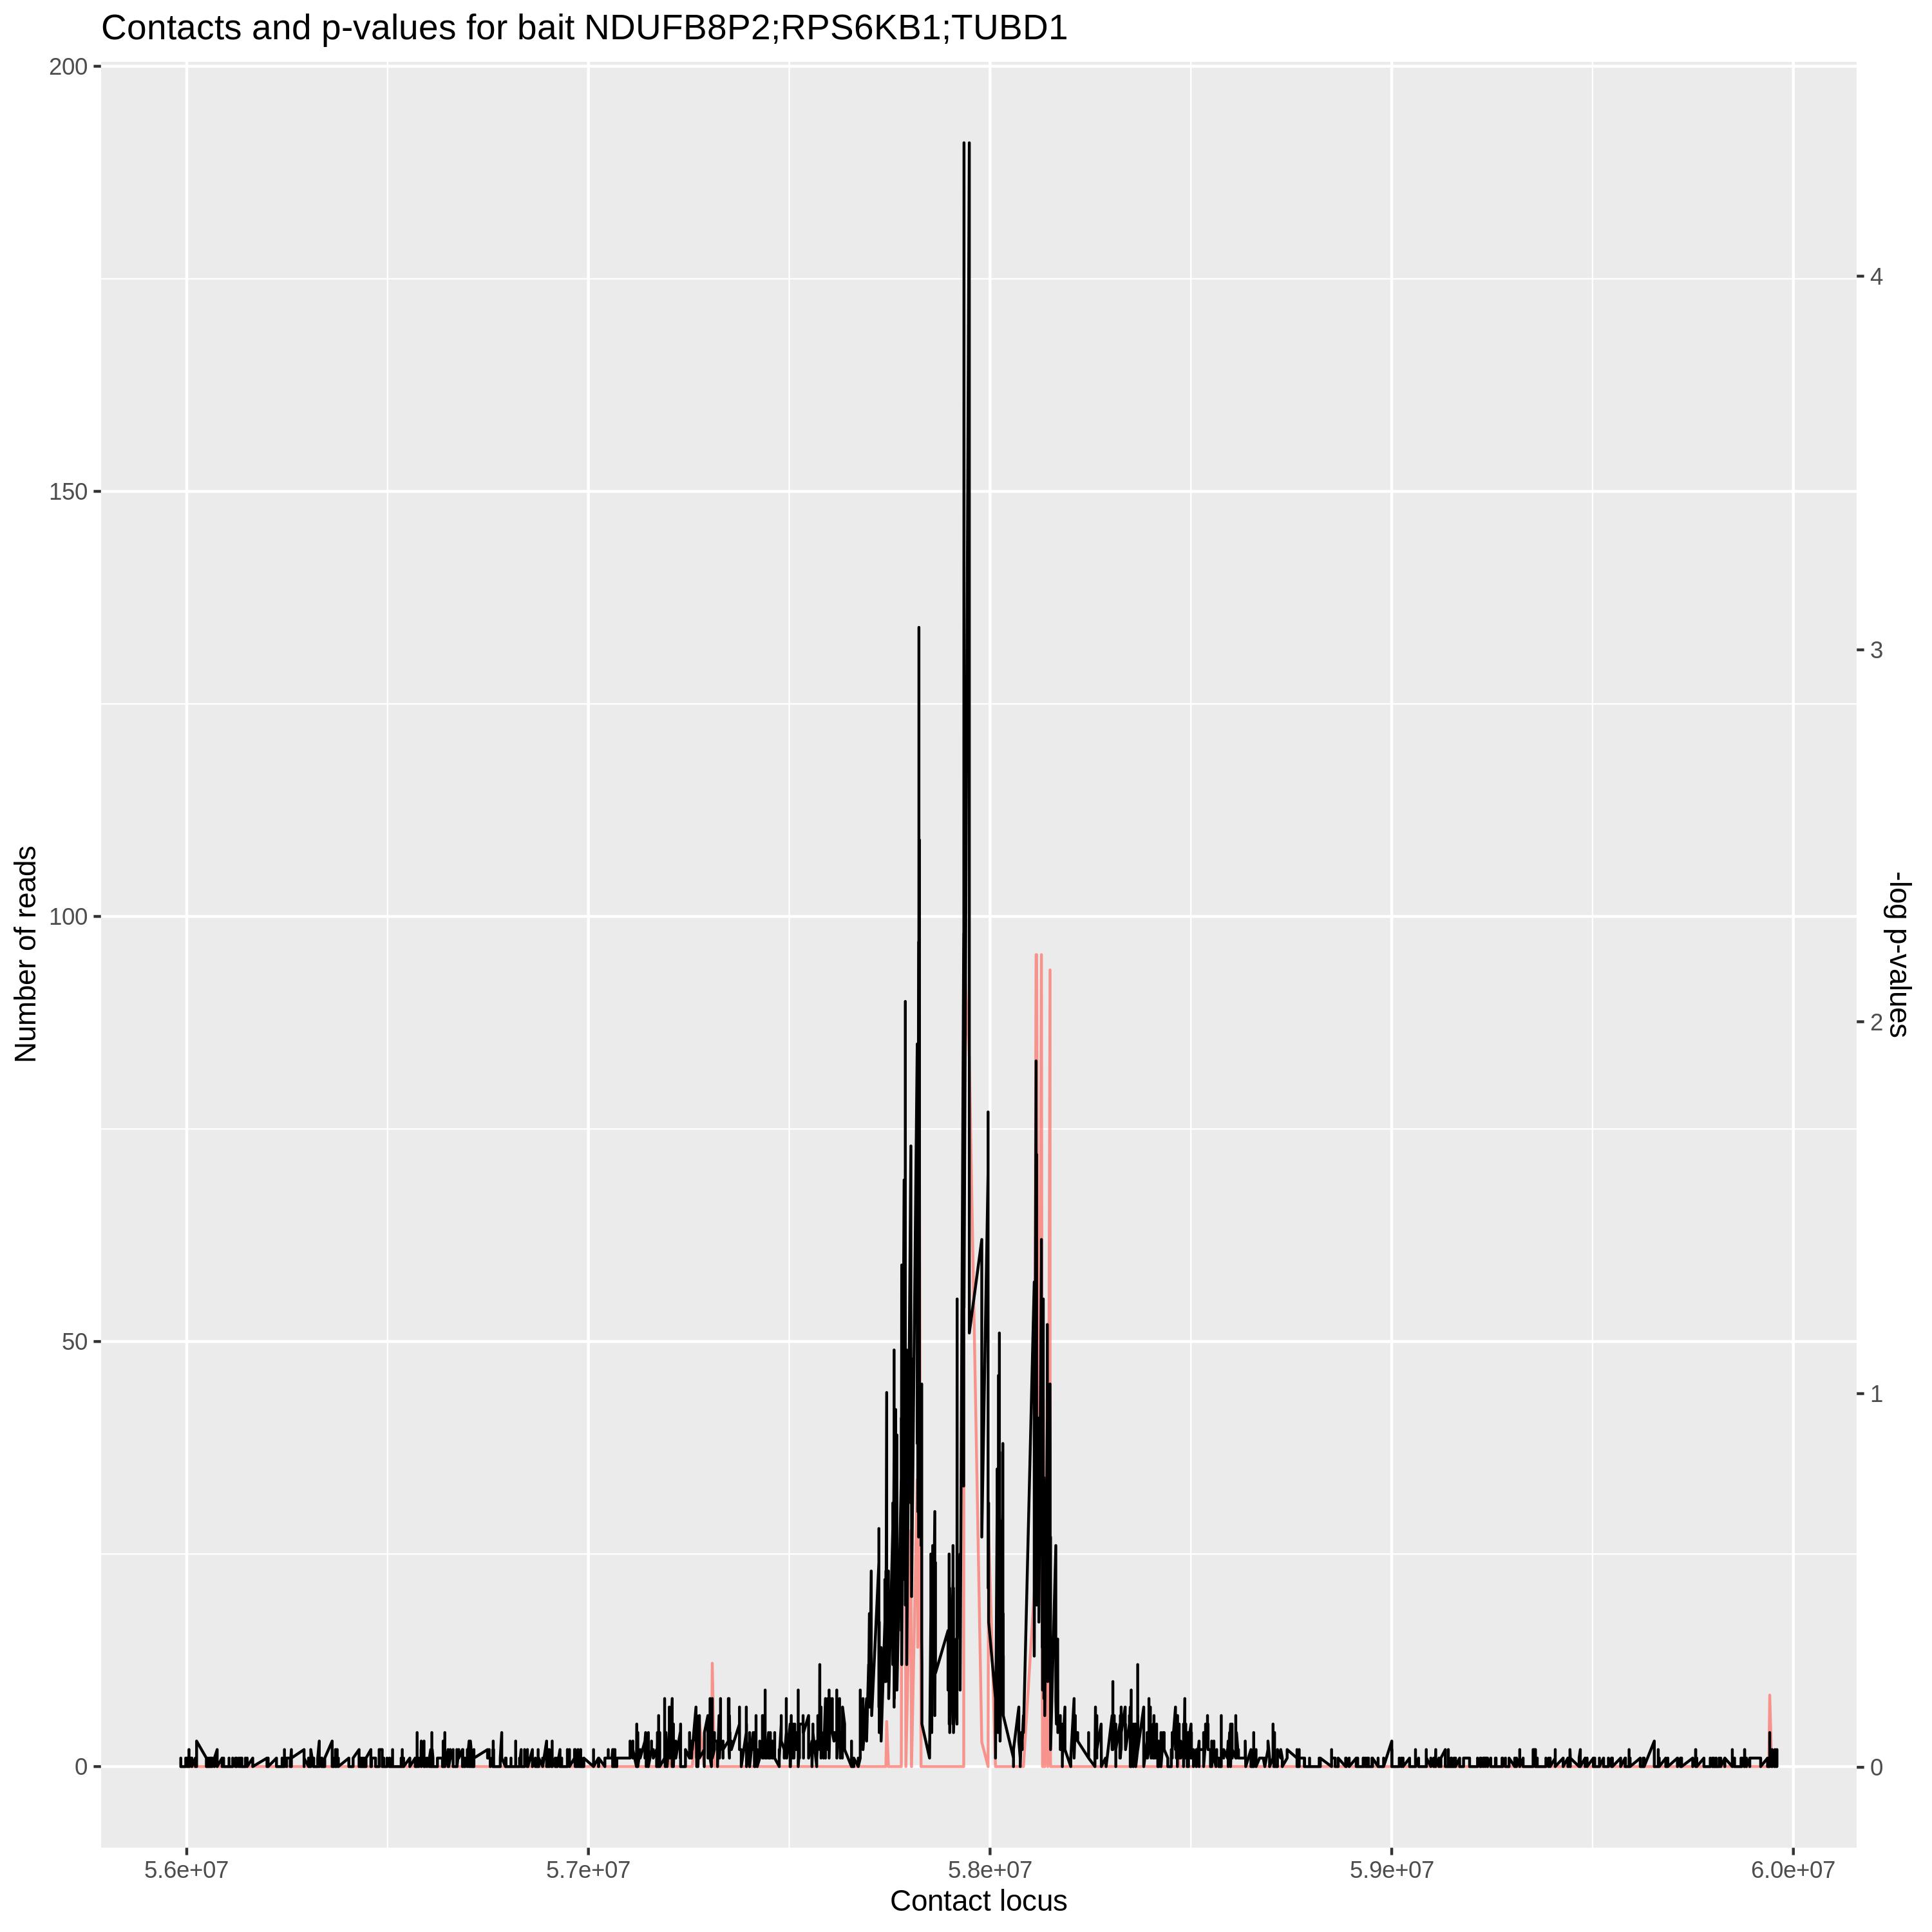 Contacts and p-values for bait NDUFB8P2;RPS6KB1;TUBD1
Number of reads
200
150
100
50
0
-log p-values
4
3
2
1
0
5.6e+07 5.7e+07 5.8e+07 5.9e+07 6.0e+07
Contact locus